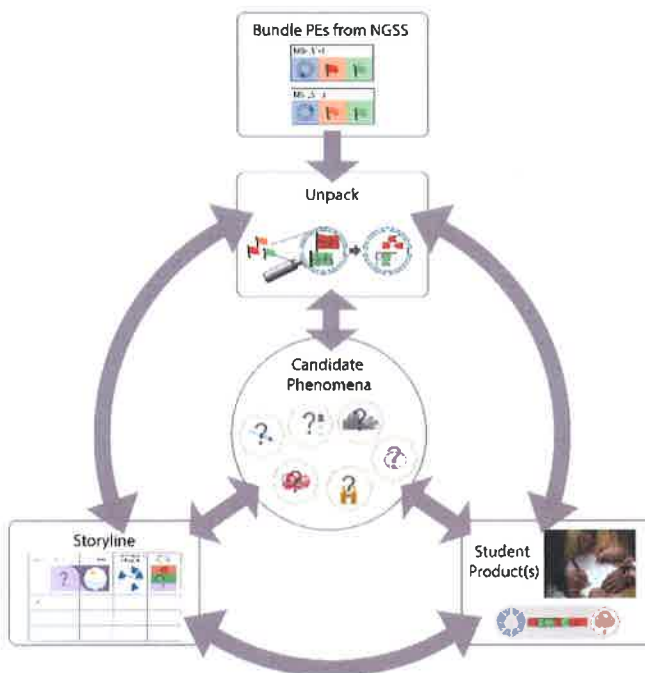 Bundle PEs from NGSS
Unpack
Candidate
Phenomena
Storyline
Student
Product(s)